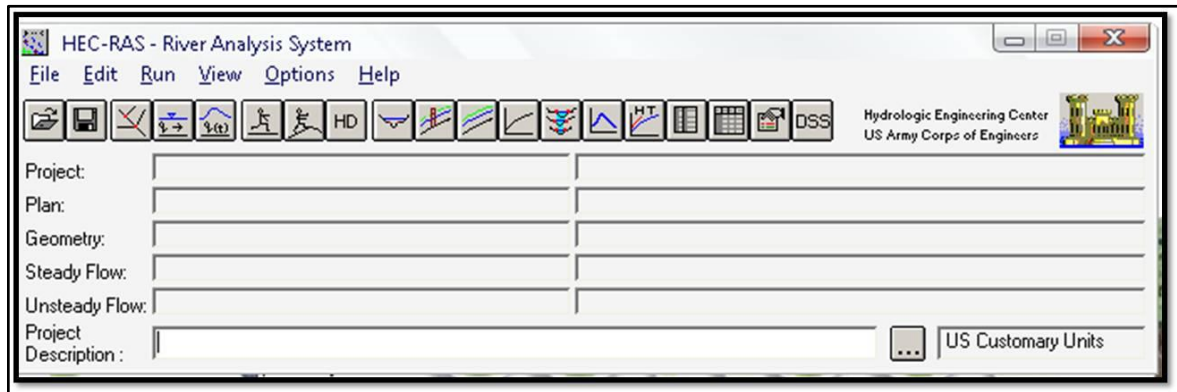 HEC-RAS - River Analysis System
File Edit Run View Options Help
HD HT DSS
Hydrologic Engineering Center
US Army Corps of Engineers
Project:
Plan:
Geometry:
Steady Flow:
Unsteady Flow:
Project
Description :
... US Customary Units